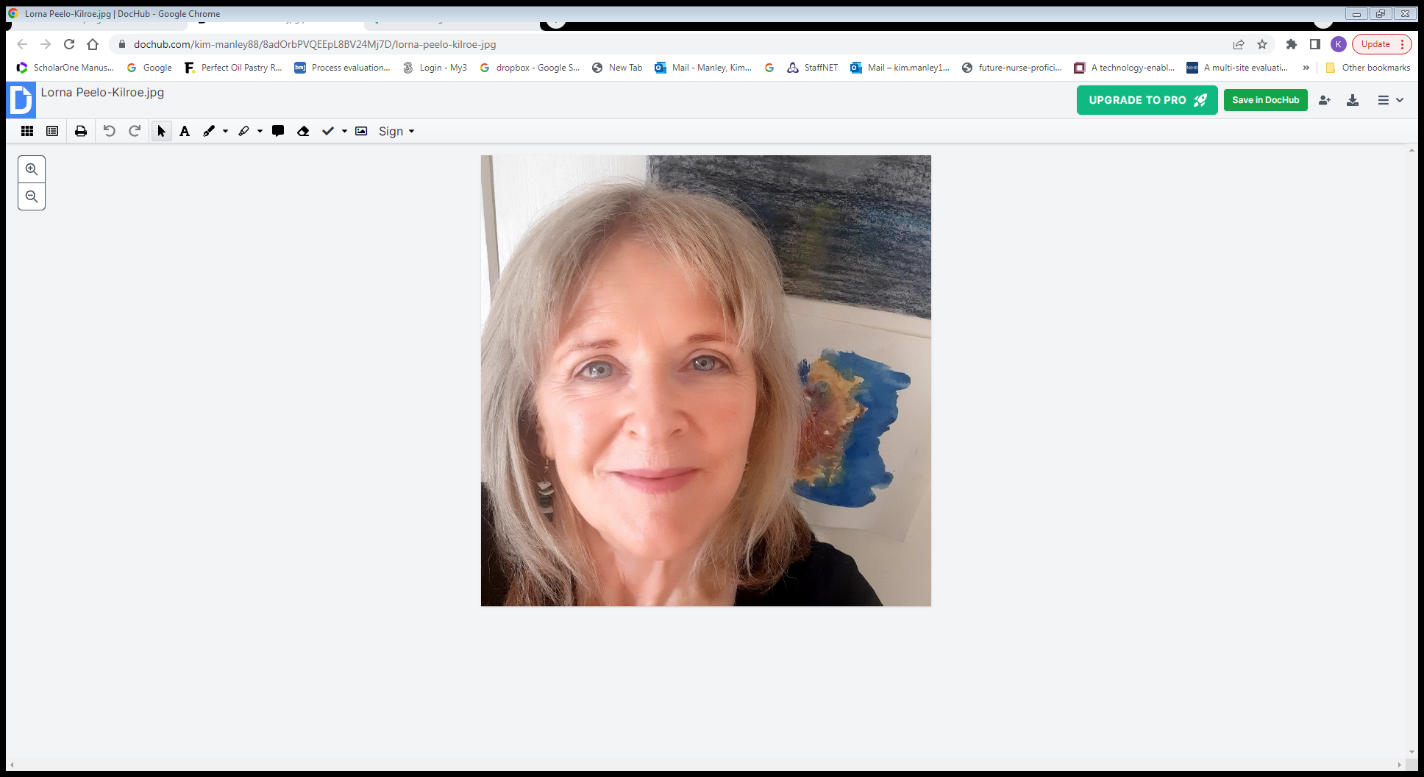 Lorna Peelo-Kilroe.jpg | DocHub - Google Chrome
dochub.com/kim-manley88/8adOrbPVQEEpL8BV24Mj7D/lorna-peelo-kilroe-jpg
K
Update
ScholarOne Manus... Google Perfect Oil Pastry R... Process evaluation... Login - My3 dropbox - Google S... New Tab Mail - Manley, Kim... StaffNET Mail – kim.manley1... future-nurse-profici... A technology-enabl... A multi-site evaluati... » Other bookmarks
Lorna Peelo-Kilroe.jpg
UPGRADE TO PRO
Save in DocHub
A
Sign